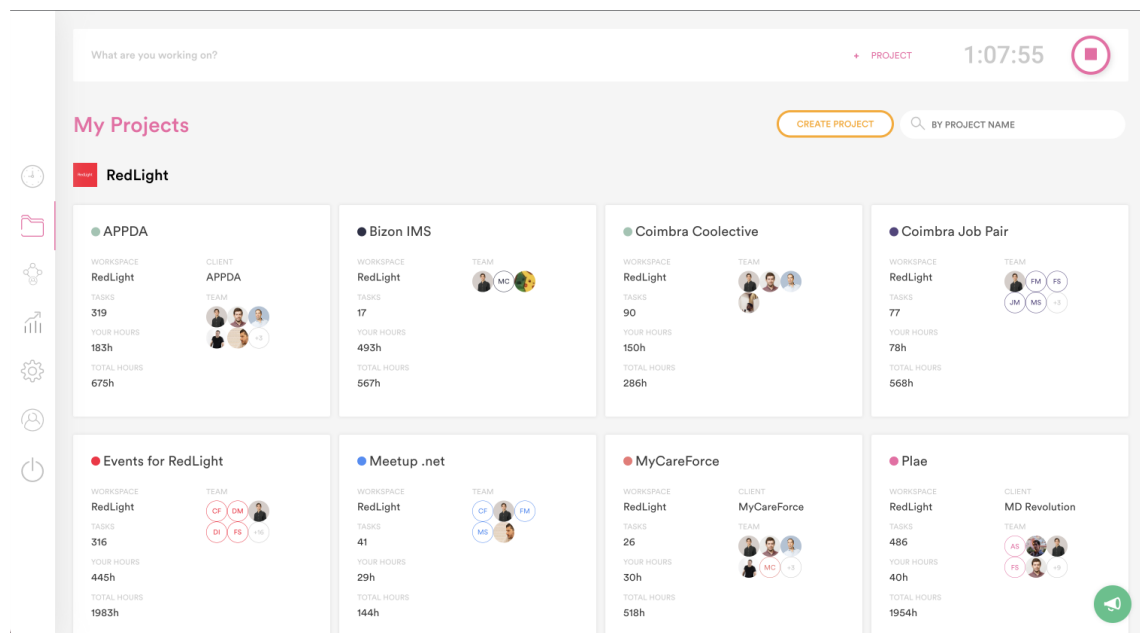 What are you working on?
+ PROJECT
1:07:55
My Projects
CREATE PROJECT
BY PROJECT NAME
RedLight
RedLight
APPDA
WORKSPACE
RedLight
CLIENT
APPDA
TASKS
319
TEAM
+3
YOUR HOURS
183h
TOTAL HOURS
675h
Bizon IMS
WORKSPACE
RedLight
TEAM
MC
TASKS
17
YOUR HOURS
493h
TOTAL HOURS
567h
Coimbra Coolective
WORKSPACE
RedLight
TEAM
TASKS
90
YOUR HOURS
150h
TOTAL HOURS
286h
Coimbra Job Pair
WORKSPACE
RedLight
TEAM
FM FS
JM MS +3
TASKS
77
YOUR HOURS
78h
TOTAL HOURS
568h
Events for RedLight
WORKSPACE
RedLight
TEAM
CF DM
DI FS +16
TASKS
316
YOUR HOURS
445h
TOTAL HOURS
1983h
Meetup .net
WORKSPACE
RedLight
TEAM
CF FM
MS
TASKS
41
YOUR HOURS
29h
TOTAL HOURS
144h
MyCareForce
WORKSPACE
RedLight
CLIENT
MyCareForce
TASKS
26
TEAM
MC +3
YOUR HOURS
30h
TOTAL HOURS
518h
Plae
WORKSPACE
RedLight
CLIENT
MD Revolution
TASKS
486
TEAM
AS
FS +9
YOUR HOURS
40h
TOTAL HOURS
1954h